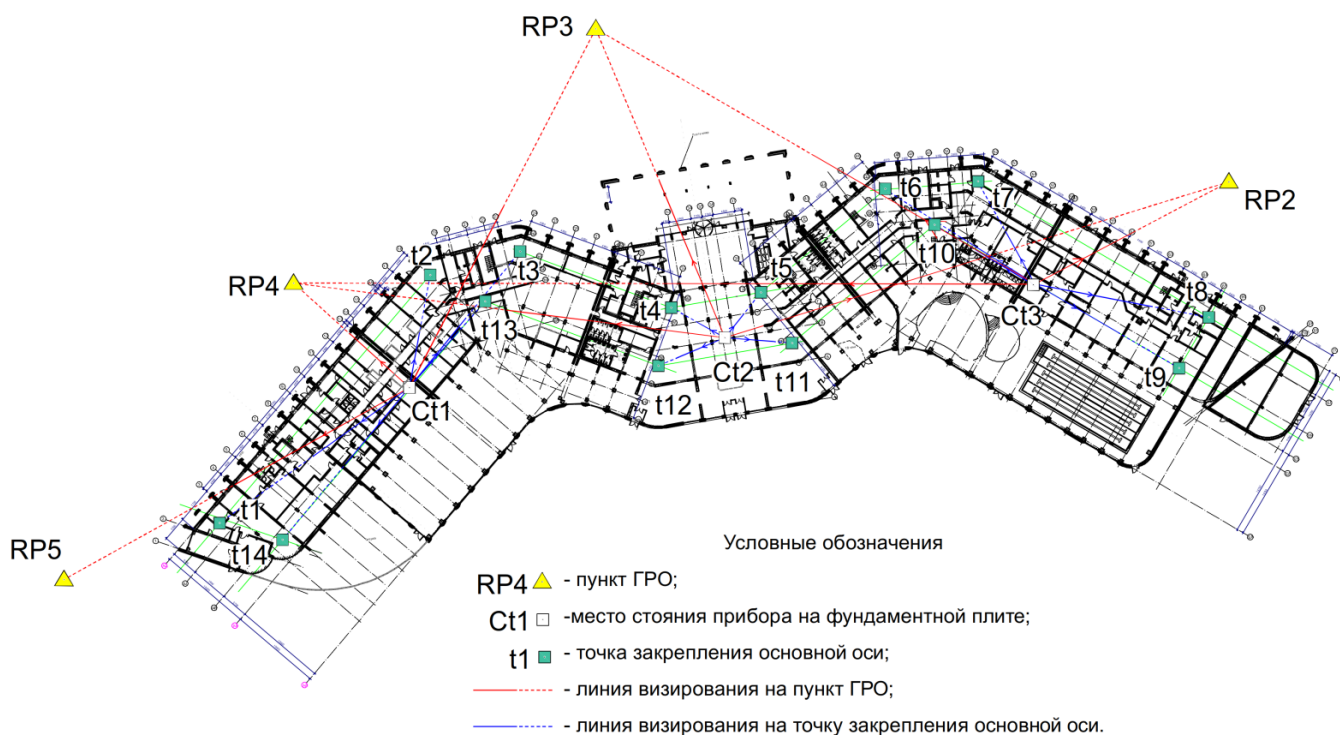 RP3
t6
t7
RP2
t10
t2
t3
t5
RP4
t8
t4
t13
Ct3
Ct2
t9
t11
Ct1
t12
t1
t14
RP5
Условные обозначения
RP4 - пункт ГРО;
Ct1 -место стояния прибора на фундаментной плите;
t1 - точка закрепления основной оси;
- линия визирования на пункт ГРО;
- линия визирования на точку закрепления основной оси.